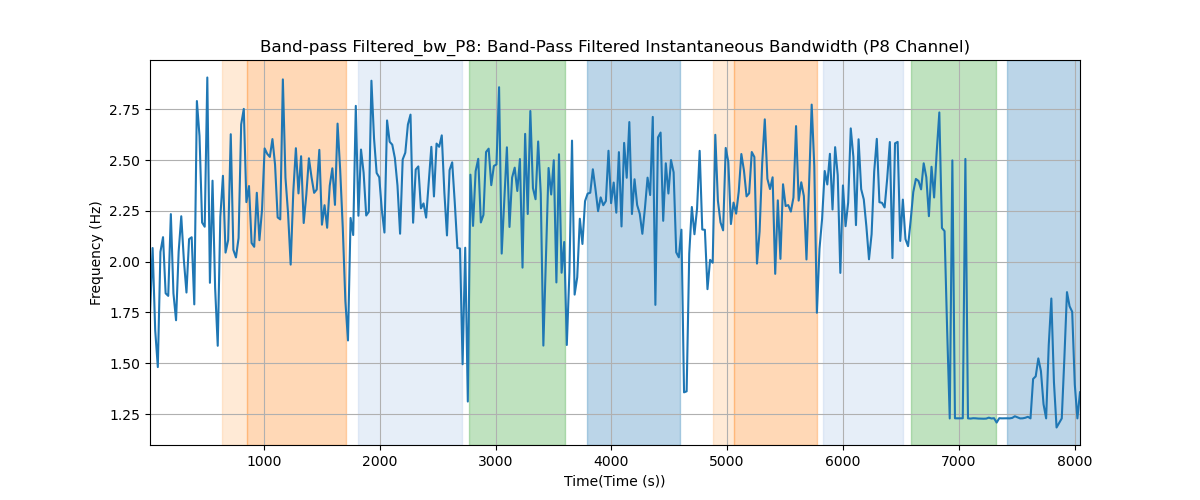 Band-pass Filtered_bw_P8: Band-Pass Filtered Instantaneous Bandwidth (P8 Channel)
Frequency (Hz)
2.75
2.50
2.25
2.00
1.75
1.50
1.25
1000 2000 3000 4000 5000 6000 7000 8000
Time(Time (s))